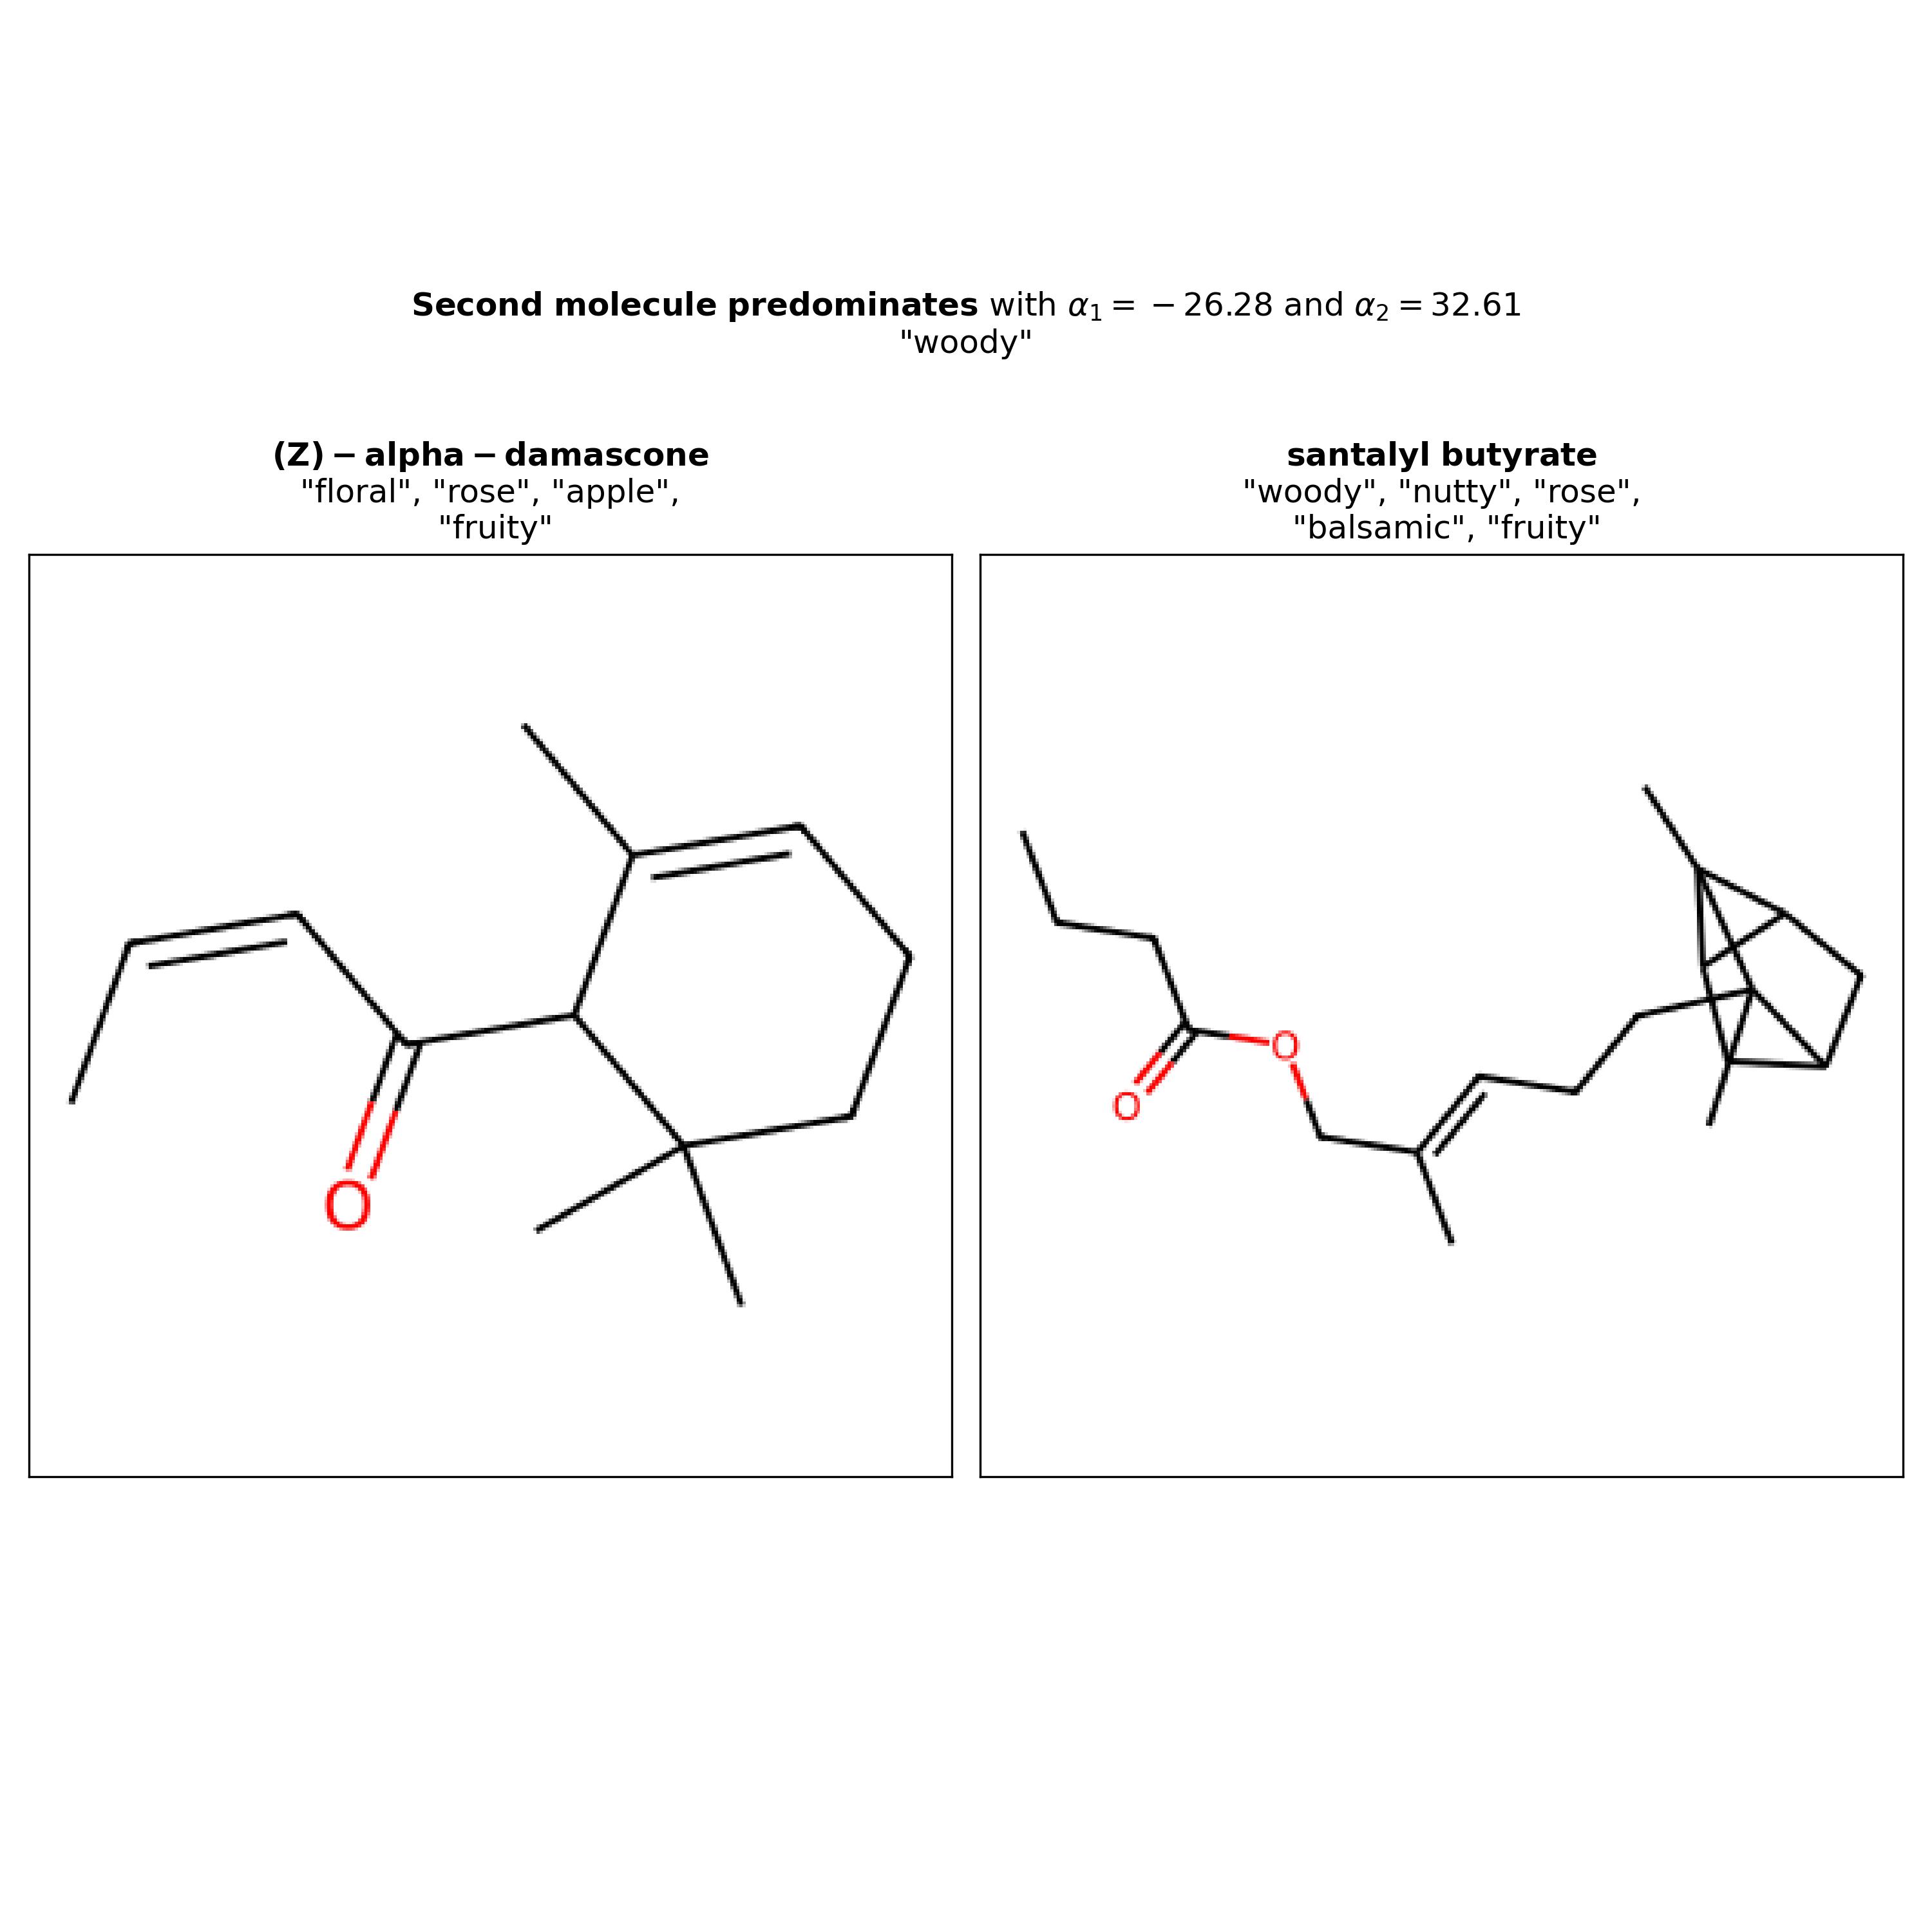 Second molecule predominates with α₁ = − 26.28 and α₂ = 32.61
"woody"
(Z) − alpha − damascone
"floral", "rose", "apple",
"fruity"
santalyl butyrate
"woody", "nutty", "rose",
"balsamic", "fruity"
O
O
O